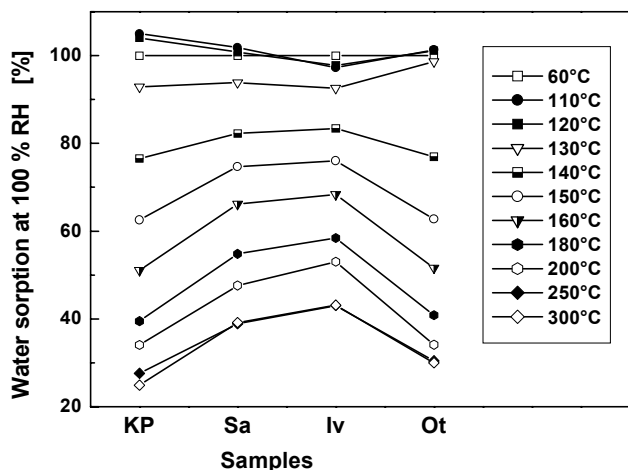 Water sorption at 100 % RH [%]
100
80
60
40
20
KP Sa Iv Ot
Samples
60°C
110°C
120°C
130°C
140°C
150°C
160°C
180°C
200°C
250°C
300°C